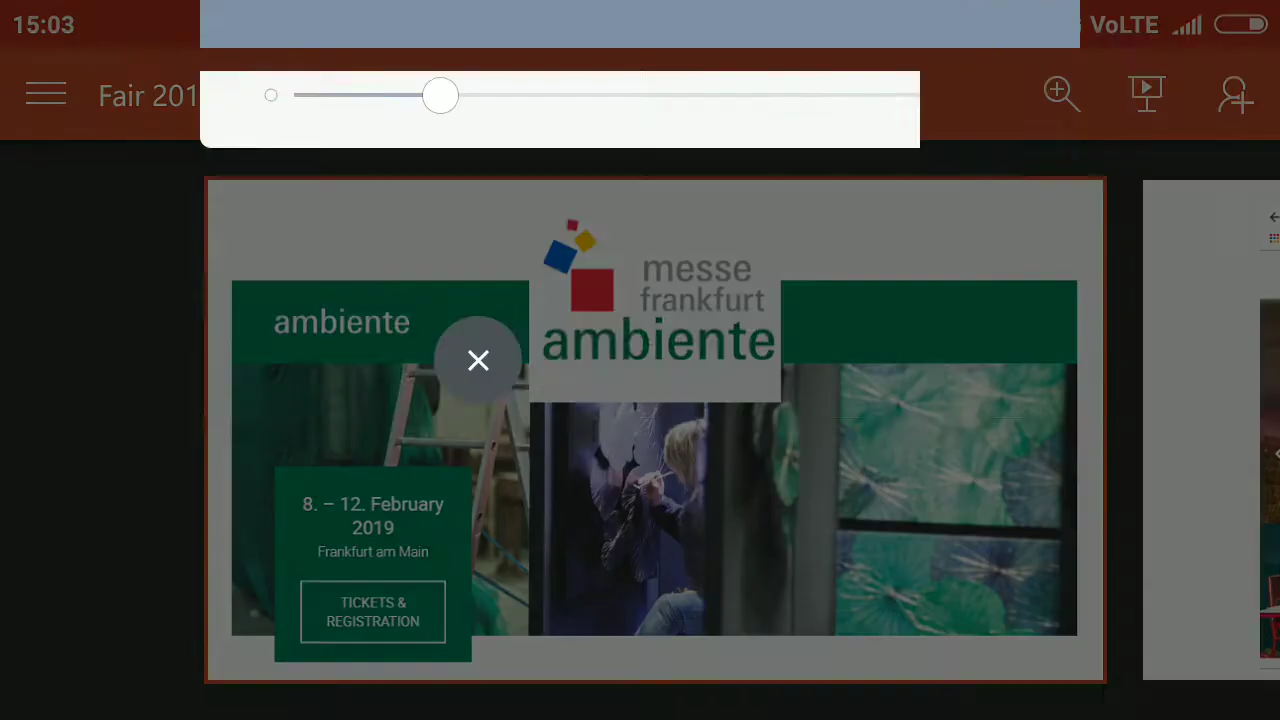 15:03
VoLTE
Fair 201
messe
frankfurt
ambiente
ambiente
8. – 12. February
2019
Frankfurt am Main
TICKETS &
REGISTRATION